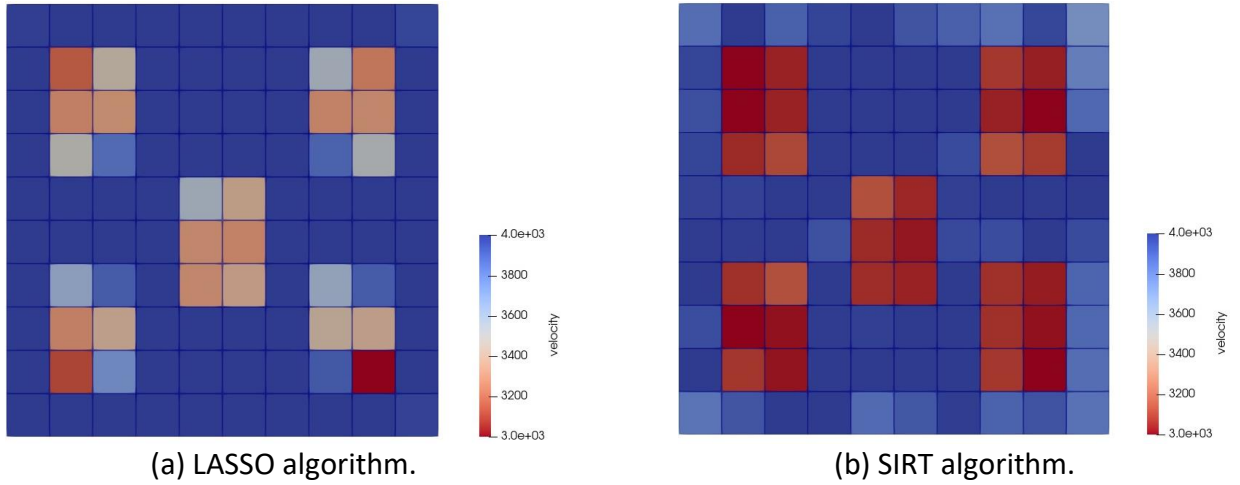 4.0e+03
3800
3600
3400
3200
3.0e+03
velocity
4.0e+03
3800
3600
3400
3200
3.0e+03
velocity
(a) LASSO algorithm.
(b) SIRT algorithm.